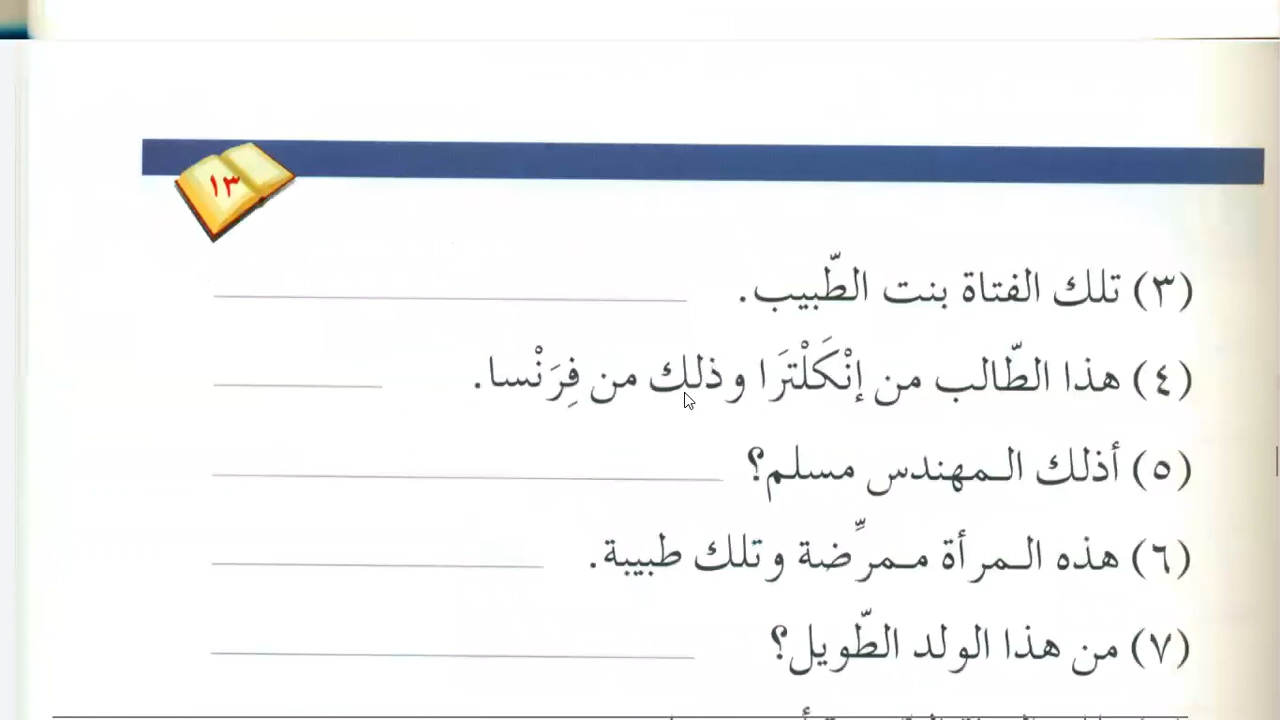 ١٣
(٣) تلك الفتاة بنت الطّبيب.
(٤) هذا الطّالب من إنْكَلْتَرَا وذلك من فِرَنْسا.
(٥) أذلك المهندس مسلم؟
(٦) هذه المرأة ممرِّضة وتلك طبيبة.
(٧) من هذا الولد الطّويل؟